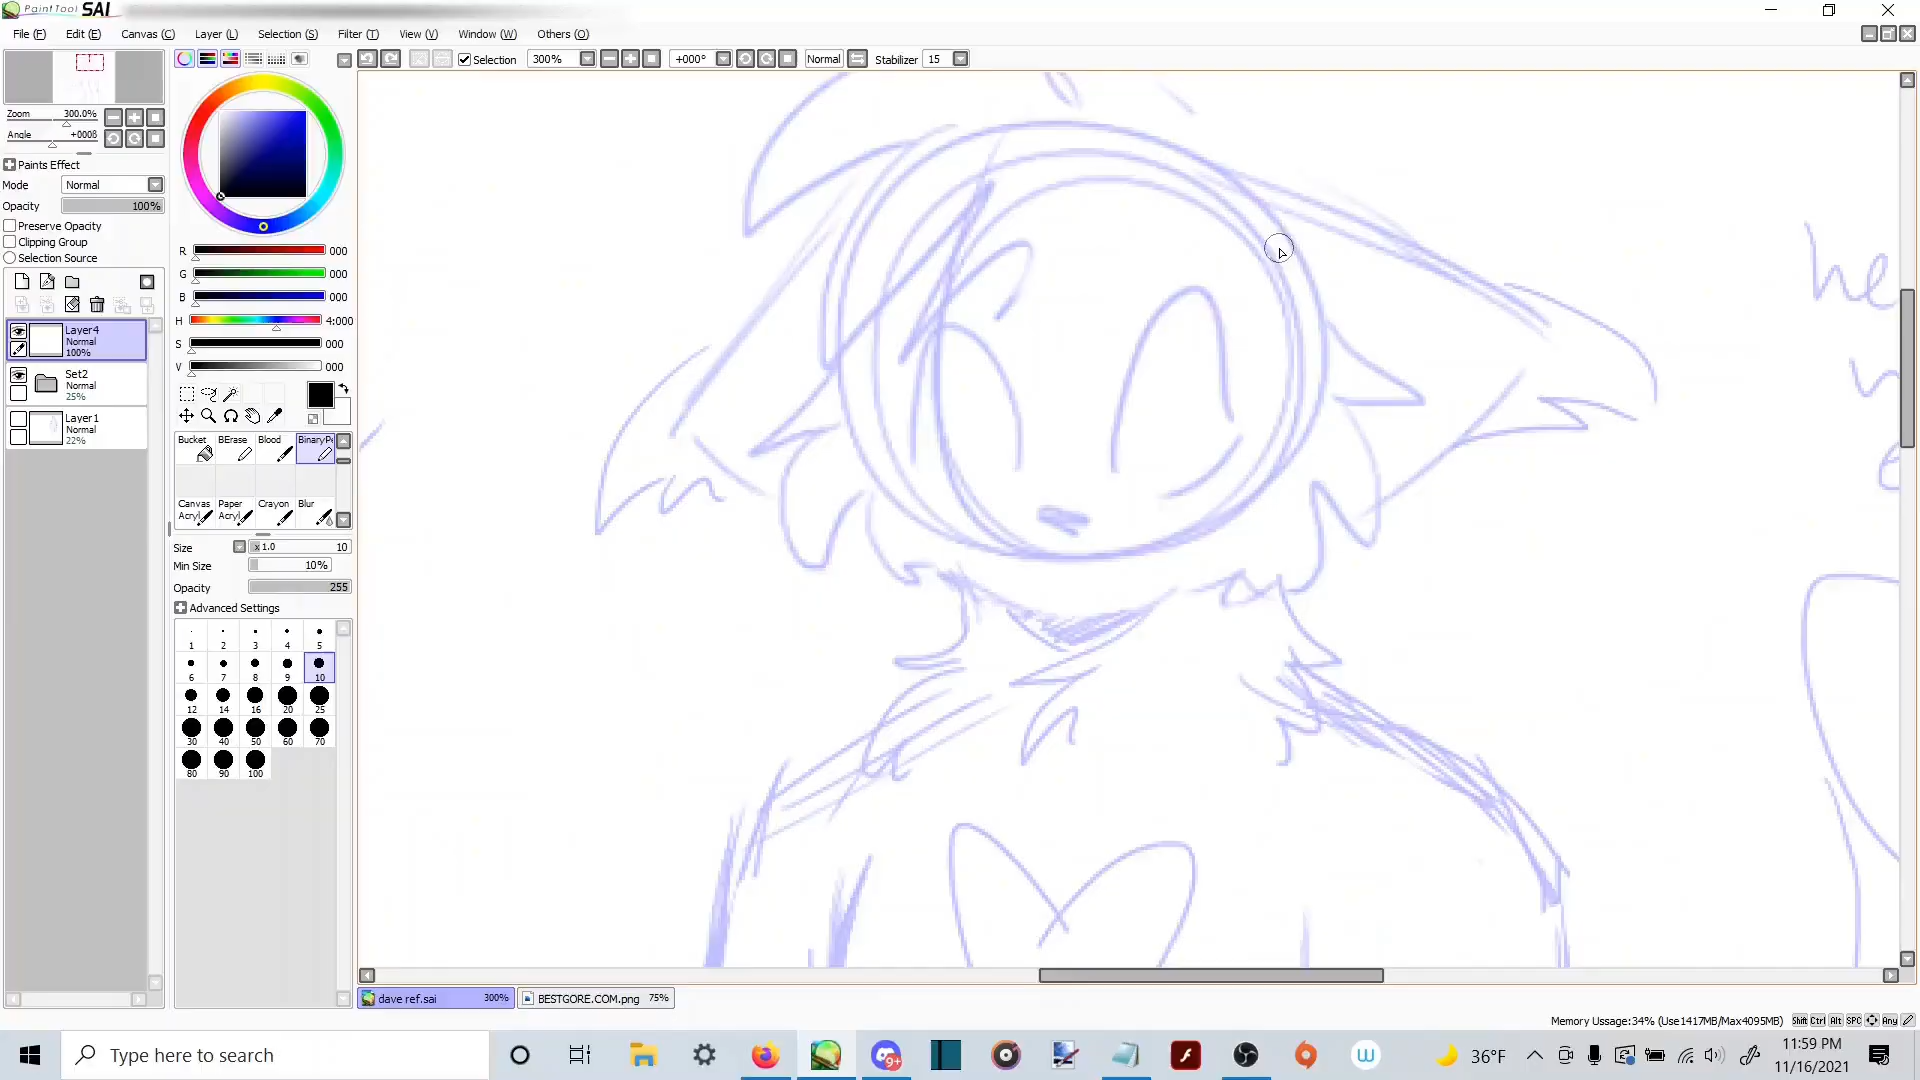 PaintTool SAI
File (F) Edit (E) Canvas (C) Layer (L) Selection (S) Filter (T) View (V) Window (W) Others (O)
Selection 300% +000° Normal Stabilizer 15
Zoom 300.0%
Angle +000ß
Paints Effect
Mode Normal
Opacity 100%
Preserve Opacity
Clipping Group
Selection Source
Layer4
Normal
100%
Set2
Normal
25%
Layer1
Normal
22%
R 000
G 000
B 000
H 4:000
S 000
V 000
Bucket BErase Blood BinaryPe
Canvas Paper Crayon Blur
Acryl Acryl
Size x1.0 10
Min Size 10%
Opacity 255
Advanced Settings
1 2 3 4 5
6 7 8 9 10
12 14 16 20 25
30 40 50 60 70
80 90 100
he
dave ref.sai 300% BESTGORE.COM.png 75%
Memory Ussage:34% (Use1417MB/Max4095MB) Shift Ctrl Alt SPC Any
Type here to search
9+
36°F
11:59 PM
11/16/2021